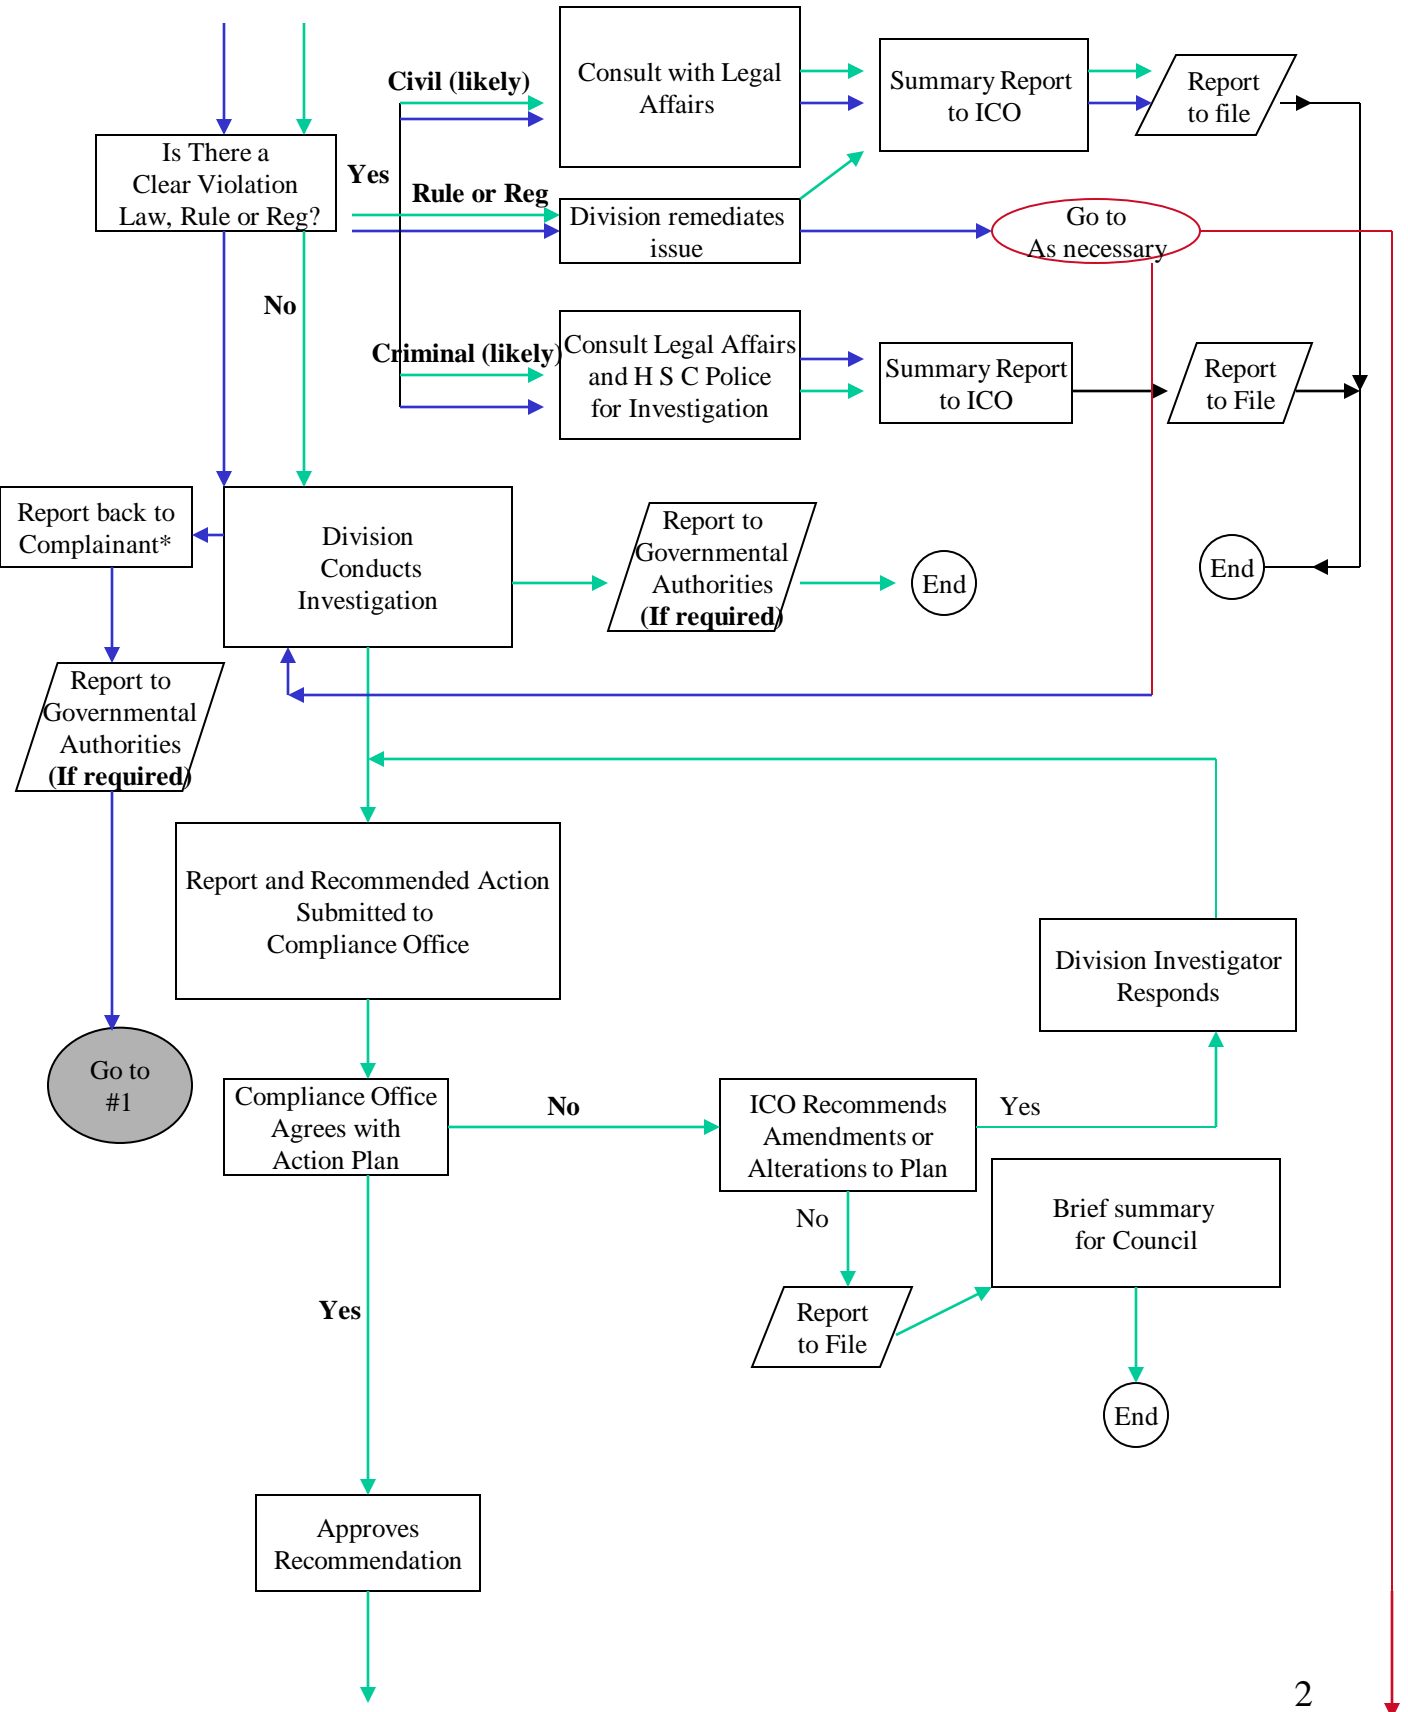 Civil (likely)
Consult with Legal
Affairs
Summary Report
to ICO
Report
to file
Is There a
Clear Violation
Law, Rule or Reg?
Yes
Rule or Reg
Division remediates
issue
Go to
As necessary
No
Criminal (likely)
Consult Legal Affairs
and H S C Police
for Investigation
Summary Report
to ICO
Report
to File
Report back to
Complainant*
Division
Conducts
Investigation
Report to
Governmental
Authorities
(If required)
End
End
Report to
Governmental
Authorities
(If required)
Report and Recommended Action
Submitted to
Compliance Office
Division Investigator
Responds
Go to
#1
Compliance Office
Agrees with
Action Plan
No
ICO Recommends
Amendments or
Alterations to Plan
Yes
No
Brief summary
for Council
Yes
Report
to File
End
Approves
Recommendation
2